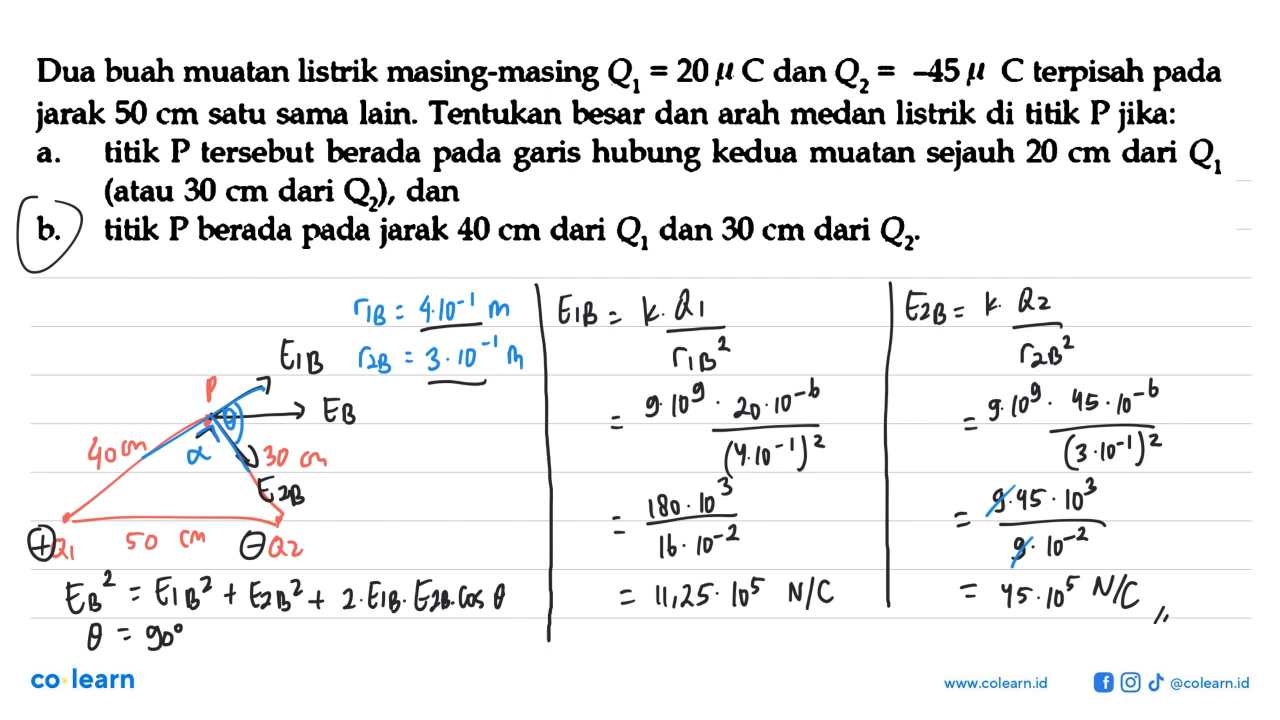 Dua buah muatan listrik masing-masing Q₁ = 20 μ C dan Q₂ = –45 μ C terpisah pada
jarak 50 cm satu sama lain. Tentukan besar dan arah medan listrik di titik P jika:
a. titik P tersebut berada pada garis hubung kedua muatan sejauh 20 cm dari Q₁
(atau 30 cm dari Q₂), dan
b. titik P berada pada jarak 40 cm dari Q₁ dan 30 cm dari Q₂.
r1B = 4·10⁻¹ m
r2B = 3·10⁻¹ m
E1B
P
θ
EB
40 cm
α
30 cm
E2B
+ Q1
50 cm
– Q2
EB² = E1B² + E2B² + 2·E1B·E2B·Cos θ
θ = 90°
E1B = k·Q1 / r1B²
= 9·10⁹ · 20·10⁻⁶ / (4·10⁻¹)²
= 180·10³ / 16·10⁻²
= 11,25·10⁵ N/C
E2B = k·Q2 / r2B²
= 9·10⁹ · 45·10⁻⁶ / (3·10⁻¹)²
= 9·45·10³ / 9·10⁻²
= 45·10⁵ N/C //
co learn
www.colearn.id
@colearn.id